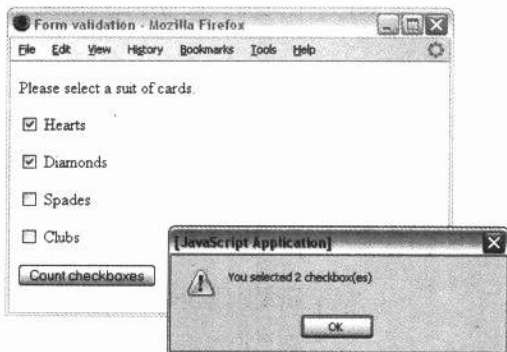 Form validation - Mozilla Firefox
File Edit View History Bookmarks Tools Help
Please select a suit of cards.
Hearts
Diamonds
Spades
Clubs
Count checkboxes
[JavaScript Application]
You selected 2 checkbox(es)
OK